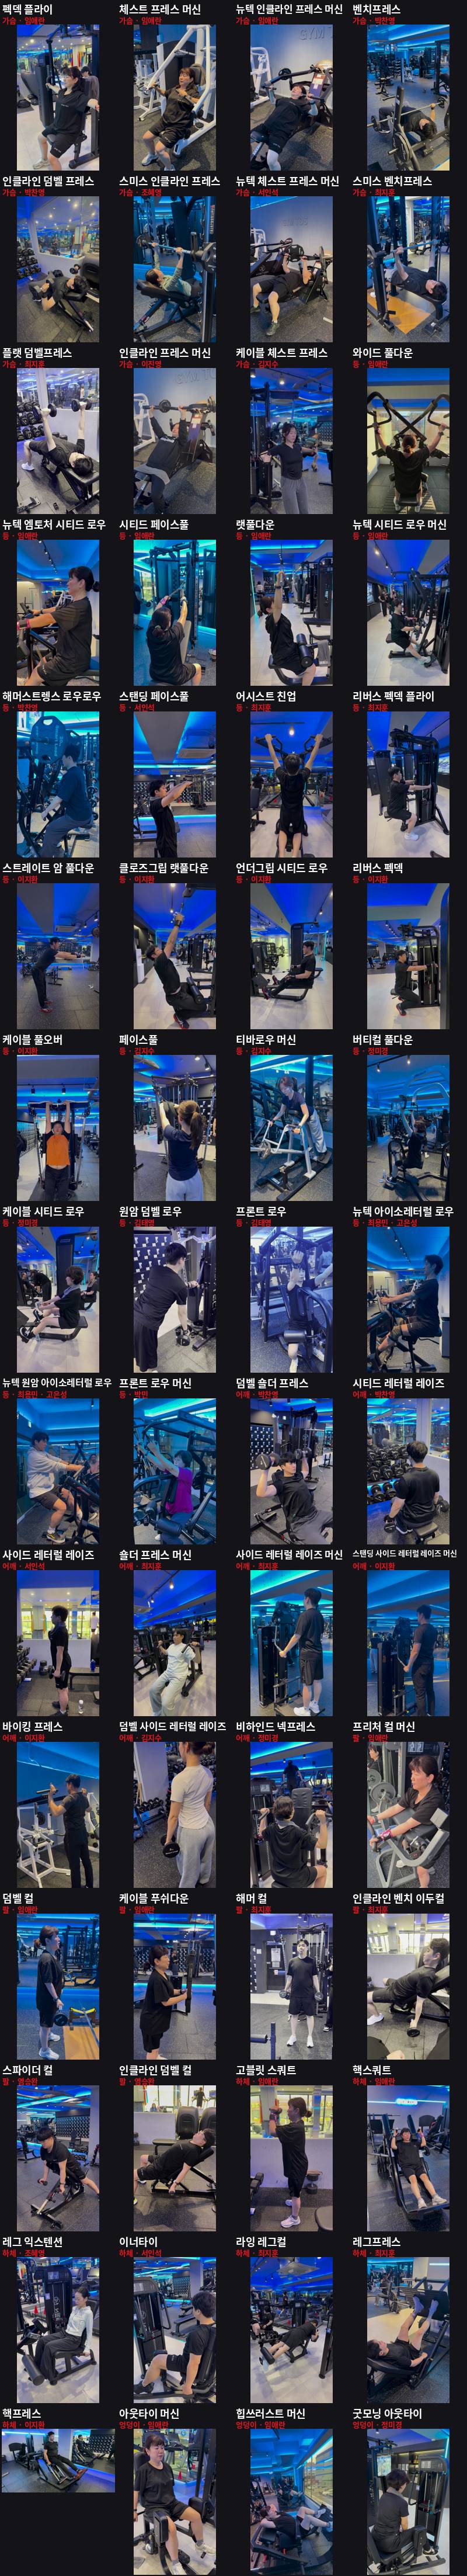 펙덱 플라이
가슴 · 임애란
체스트 프레스 머신
가슴 · 임애란
뉴텍 인클라인 프레스 머신
가슴 · 임애란
벤치프레스
가슴 · 박찬영
인클라인 덤벨 프레스
가슴 · 박찬영
스미스 인클라인 프레스
가슴 · 조혜영
뉴텍 체스트 프레스 머신
가슴 · 서민석
스미스 벤치프레스
가슴 · 최지훈
플랫 덤벨프레스
가슴 · 최지훈
인클라인 프레스 머신
가슴 · 이진형
케이블 체스트 프레스
가슴 · 김지수
와이드 풀다운
등 · 임애란
뉴텍 엠토처 시티드 로우
등 · 임애란
시티드 페이스풀
등 · 임애란
랫풀다운
등 · 임애란
뉴텍 시티드 로우 머신
등 · 임애란
해머스트렝스 로우로우
등 · 박찬영
스탠딩 페이스풀
등 · 서민석
어시스트 친업
등 · 최지훈
리버스 펙덱 플라이
등 · 최지훈
스트레이트 암 풀다운
등 · 이지환
클로즈그립 랫풀다운
등 · 이지환
언더그립 시티드 로우
등 · 이지환
리버스 펙덱
등 · 이지환
케이블 풀오버
등 · 이지환
페이스풀
등 · 김지수
티바로우 머신
등 · 김지수
버티컬 풀다운
등 · 정미경
케이블 시티드 로우
등 · 정미경
원암 덤벨 로우
등 · 김태영
프론트 로우
등 · 김태영
뉴텍 아이소레터럴 로우
등 · 최용민 · 고은성
뉴텍 원암 아이소레터럴 로우
등 · 최용민 · 고은성
프론트 로우 머신
등 · 박민
덤벨 숄더 프레스
어깨 · 박찬영
시티드 레터럴 레이즈
어깨 · 박찬영
사이드 레터럴 레이즈
어깨 · 서민석
숄더 프레스 머신
어깨 · 최지훈
사이드 레터럴 레이즈 머신
어깨 · 최지훈
스탠딩 사이드 레터럴 레이즈 머신
어깨 · 이지환
바이킹 프레스
어깨 · 이지환
덤벨 사이드 레터럴 레이즈
어깨 · 김지수
비하인드 넥프레스
어깨 · 정미경
프리처 컬 머신
팔 · 임애란
덤벨 컬
팔 · 임애란
케이블 푸쉬다운
팔 · 임애란
해머 컬
팔 · 최지훈
인클라인 벤치 이두컬
팔 · 최지훈
스파이더 컬
팔 · 염승완
인클라인 덤벨 컬
팔 · 염승완
고블릿 스쿼트
하체 · 임애란
핵스쿼트
하체 · 임애란
레그 익스텐션
하체 · 조혜영
이너타이
하체 · 서민석
라잉 레그컬
하체 · 최지훈
레그프레스
하체 · 최지훈
핵프레스
하체 · 이지환
아웃타이 머신
엉덩이 · 임애란
힙쓰러스트 머신
엉덩이 · 임애란
굿모닝 아웃타이
엉덩이 · 정미경